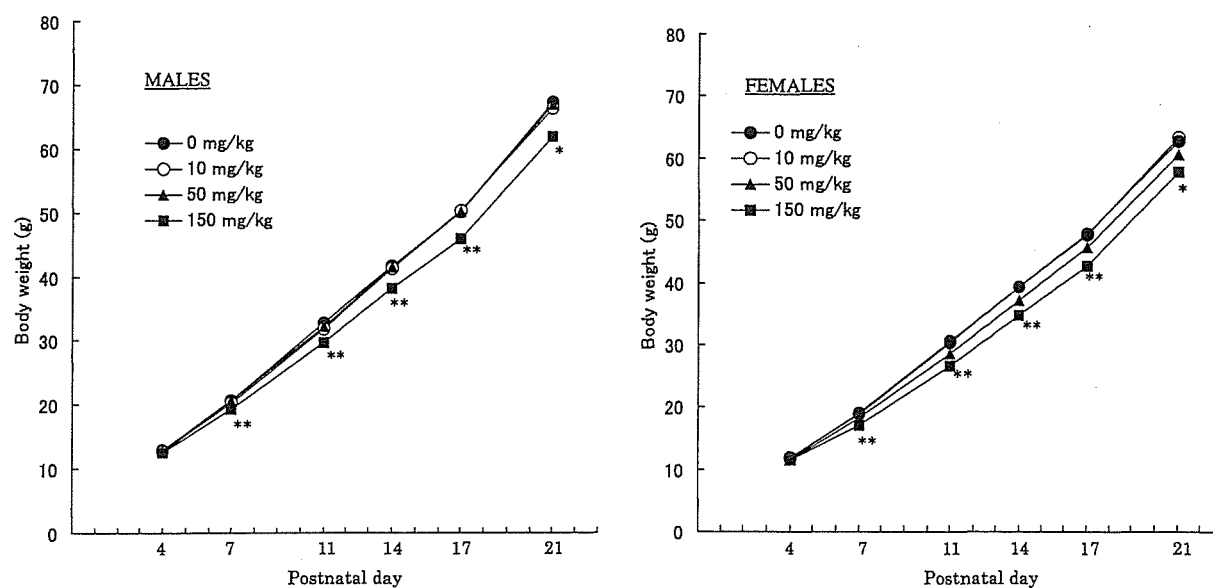 80
70
60
50
40
30
20
10
0
Body weight (g)
MALES
0 mg/kg
10 mg/kg
50 mg/kg
150 mg/kg
**
**
**
**
*
4 7 11 14 17 21
Postnatal day
80
70
60
50
40
30
20
10
0
Body weight (g)
FEMALES
0 mg/kg
10 mg/kg
50 mg/kg
150 mg/kg
**
**
**
**
*
4 7 11 14 17 21
Postnatal day